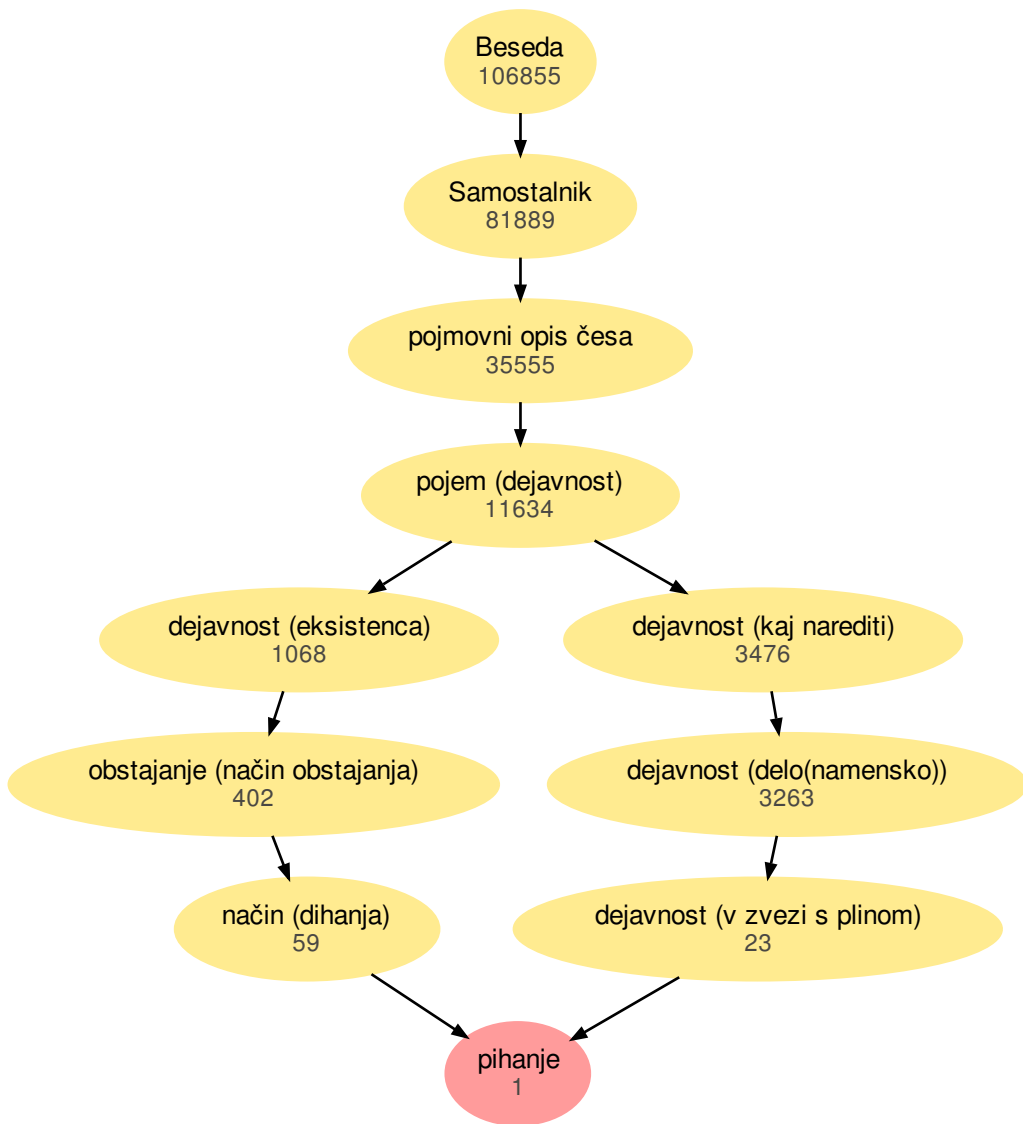 Beseda
106855
Samostalnik
81889
pojmovni opis česa
35555
pojem (dejavnost)
11634
dejavnost (eksistenca)
1068
dejavnost (kaj narediti)
3476
obstajanje (način obstajanja)
402
dejavnost (delo(namensko))
3263
način (dihanja)
59
dejavnost (v zvezi s plinom)
23
pihanje
1